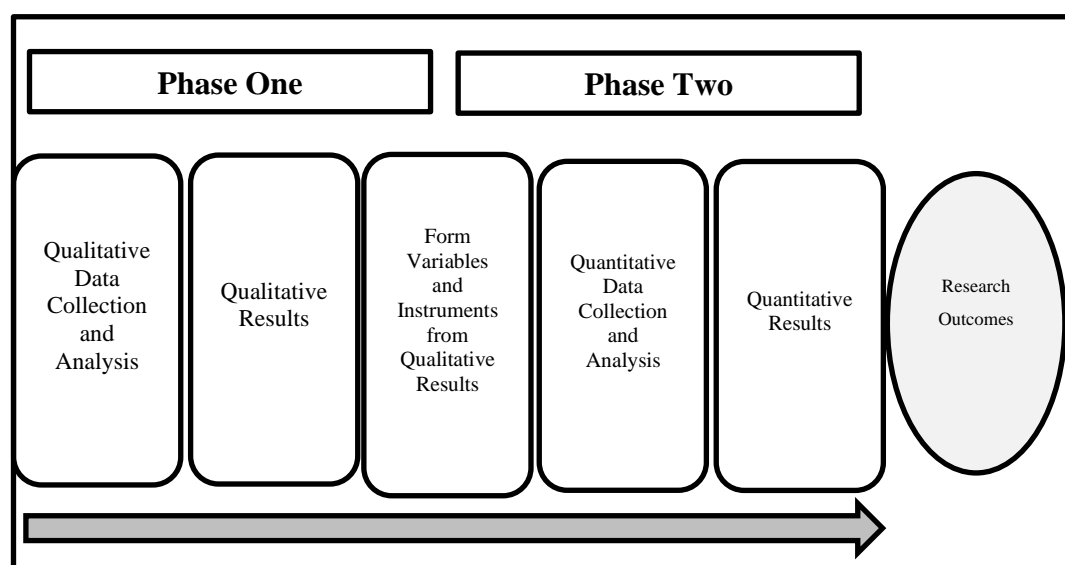 Phase One
Phase Two
Qualitative
Data
Collection
and
Analysis
Qualitative
Results
Form
Variables
and
Instruments
from
Qualitative
Results
Quantitative
Data
Collection
and
Analysis
Quantitative
Results
Research
Outcomes